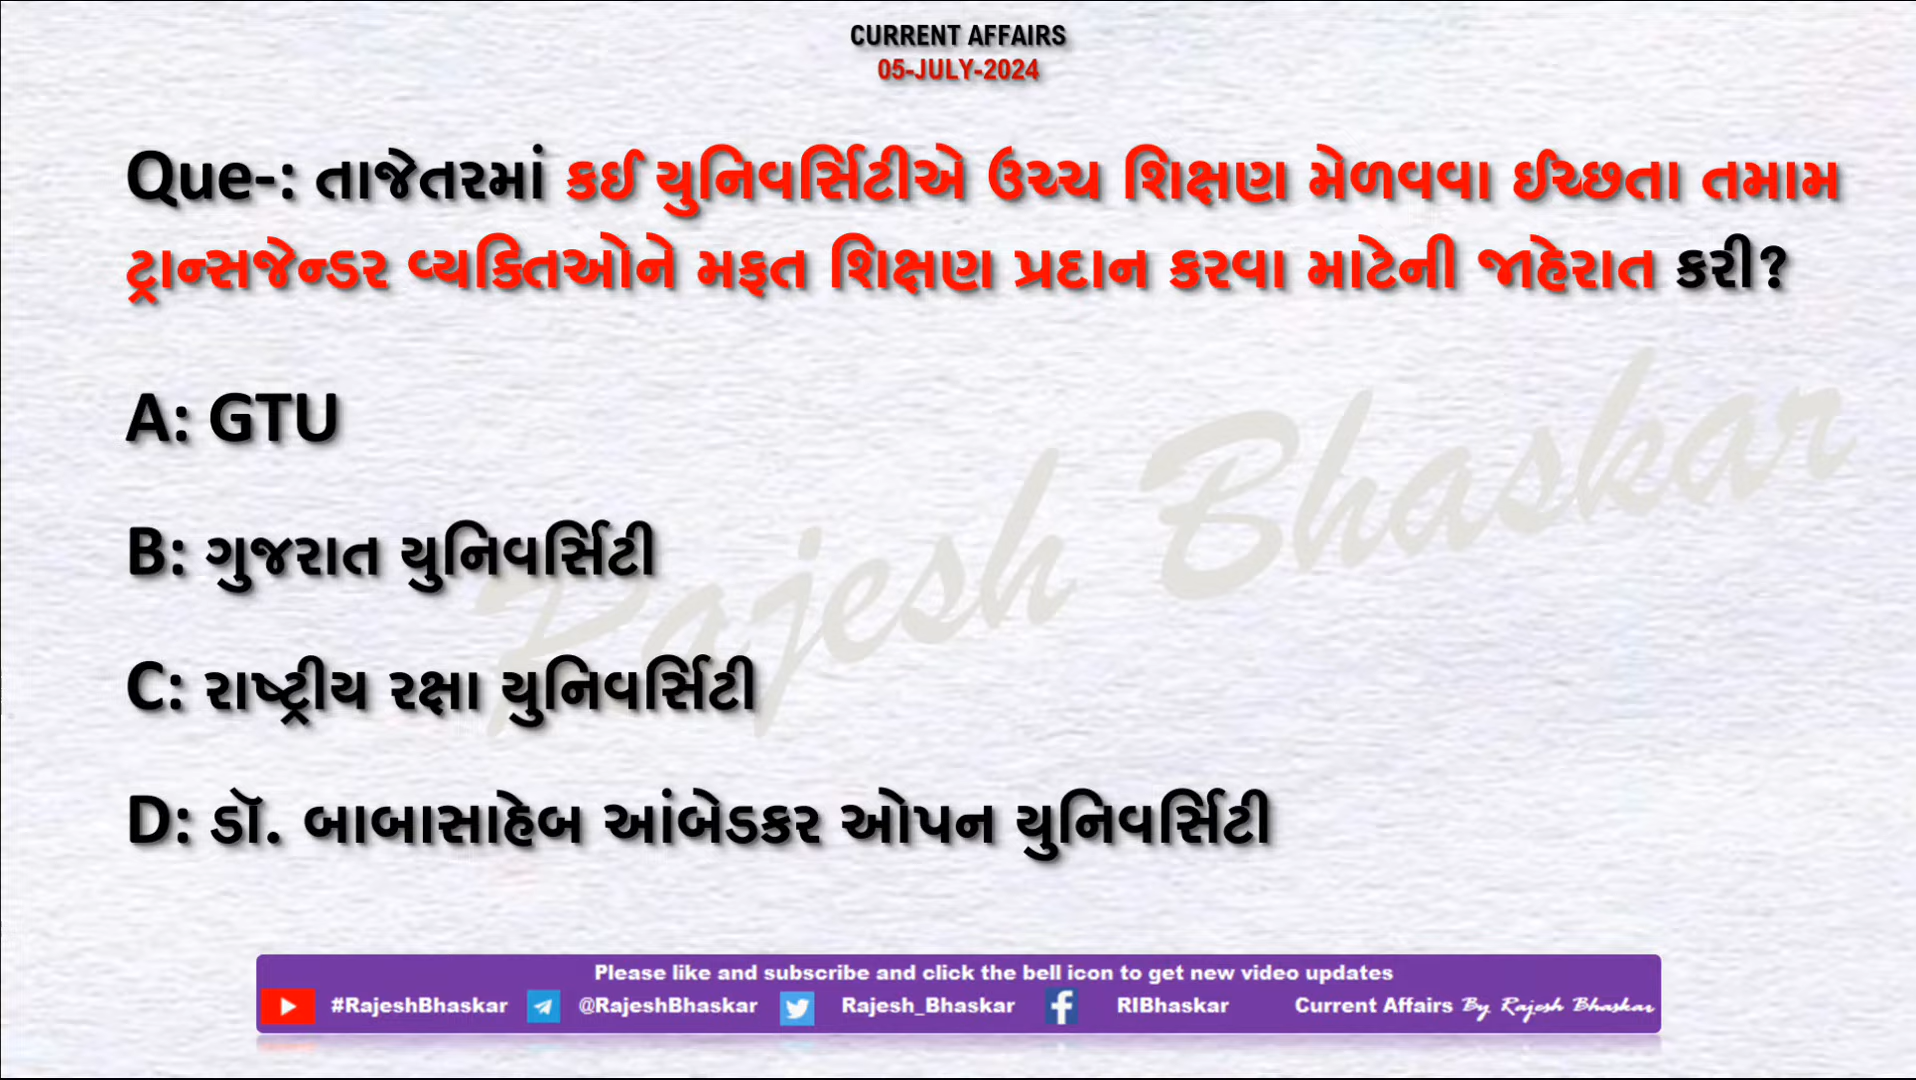 CURRENT AFFAIRS
05-JULY-2024
Que-: તાજેતરમાં કઈ યુનિવર્સિટીએ ઉચ્ચ શિક્ષણ મેળવવા ઈચ્છતા તમામ
ટ્રાન્સજેન્ડર વ્યક્તિઓને મફત શિક્ષણ પ્રદાન કરવા માટેની જાહેરાત કરી?
A: GTU
B: ગુજરાત યુનિવર્સિટી
C: રાષ્ટ્રીય રક્ષા યુનિવર્સિટી
D: ડૉ. બાબાસાહેબ આંબેડકર ઓપન યુનિવર્સિટી
Rajesh Bhaskar
Please like and subscribe and click the bell icon to get new video updates
#RajeshBhaskar @RajeshBhaskar Rajesh_Bhaskar RIBhaskar Current Affairs By Rajesh Bhaskar